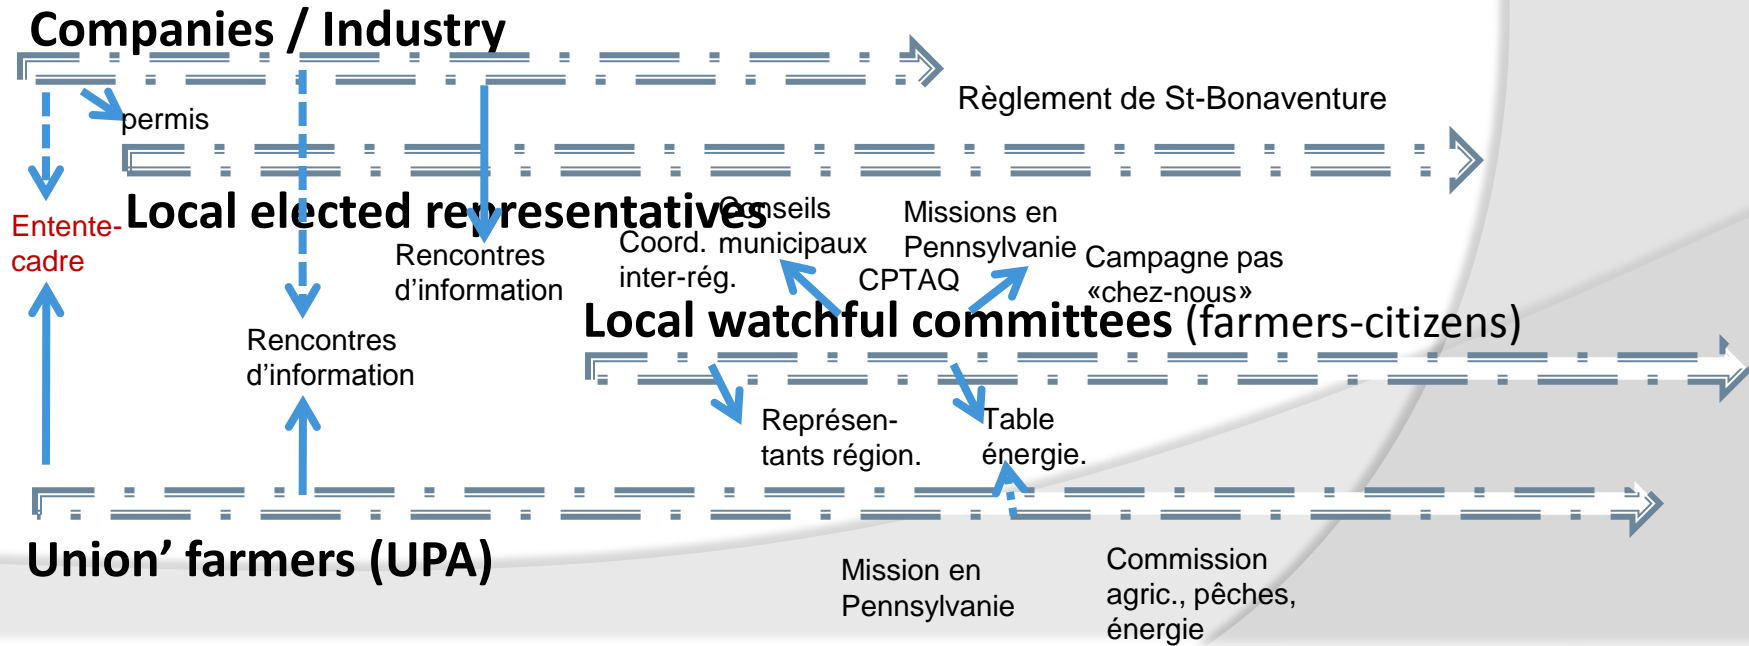 Companies / Industry
permis
Règlement de St-Bonaventure
Local elected representatives
Entente-
cadre
Rencontres
d’information
Coord.
inter-rég.
Conseils
municipaux
CPTAQ
Missions en
Pennsylvanie
Campagne pas
«chez-nous»
Rencontres
d’information
Local watchful committees (farmers-citizens)
Représen-
tants région.
Table
énergie.
Union’ farmers (UPA)
Mission en
Pennsylvanie
Commission
agric., pêches,
énergie